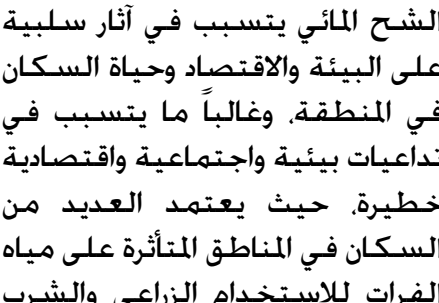 الشح المائي يتسبب في آثار سلبية
على البيئة والاقتصاد وحياة السكان
في المنطقة، وغالباً ما يتسبب في
تداعيات بيئية واجتماعية واقتصادية
خطيرة، حيث يعتمد العديد من
السكان في المناطق المتأثرة على مياه
الفرات للاستخدام الزراعي والشرب